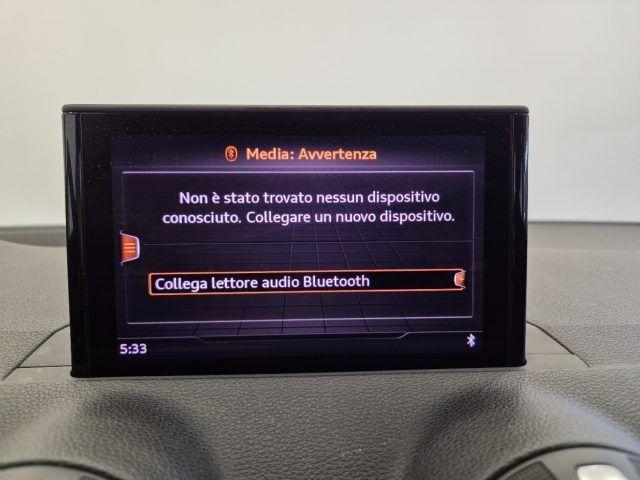 Media: Avvertenza
Non è stato trovato nessun dispositivo
conosciuto. Collegare un nuovo dispositivo.
Collega lettore audio Bluetooth
5:33